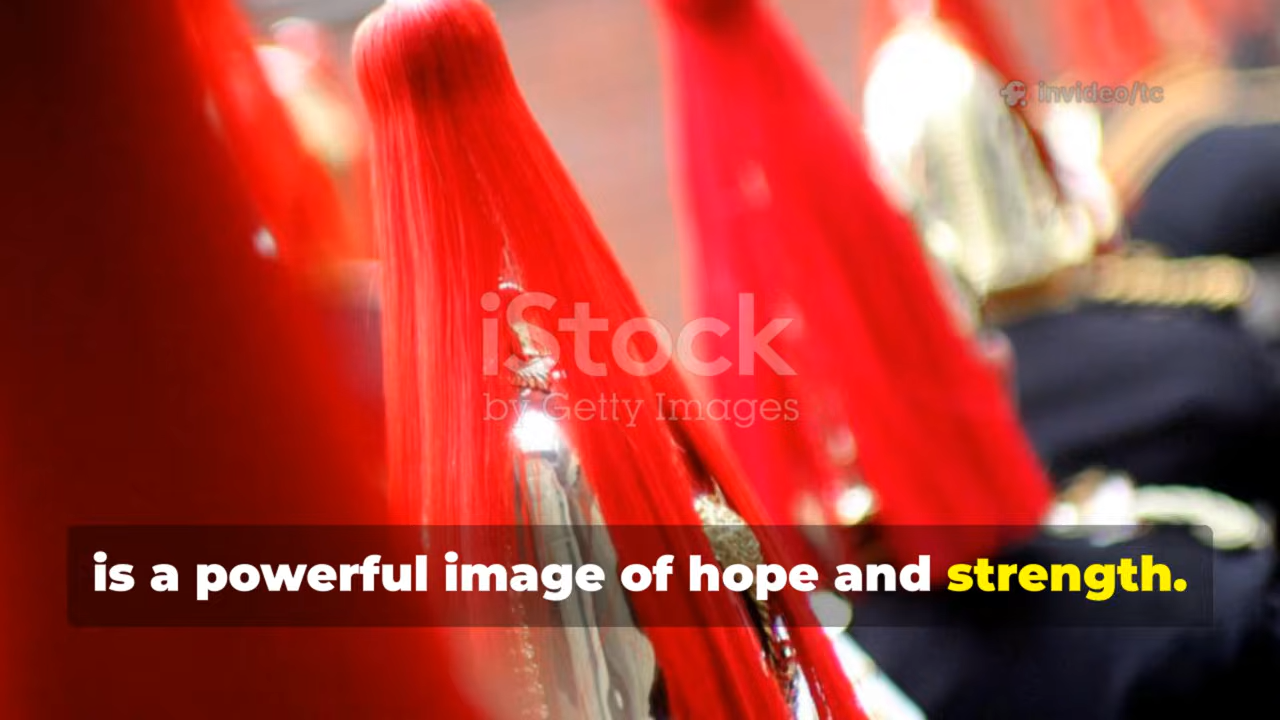 invideo/tc
iStock
by Getty Images
is a powerful image of hope and strength.